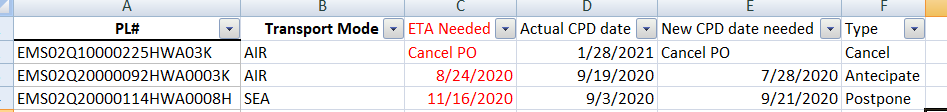 A B C D E F
PL# Transport Mode ETA Needed Actual CPD date New CPD date needed Type
EMS02Q10000225HWA03K AIR Cancel PO 1/28/2021 Cancel PO Cancel
EMS02Q20000092HWA0003K AIR 8/24/2020 9/19/2020 7/28/2020 Antecipate
EMS02Q20000114HWA0008H SEA 11/16/2020 9/3/2020 9/21/2020 Postpone